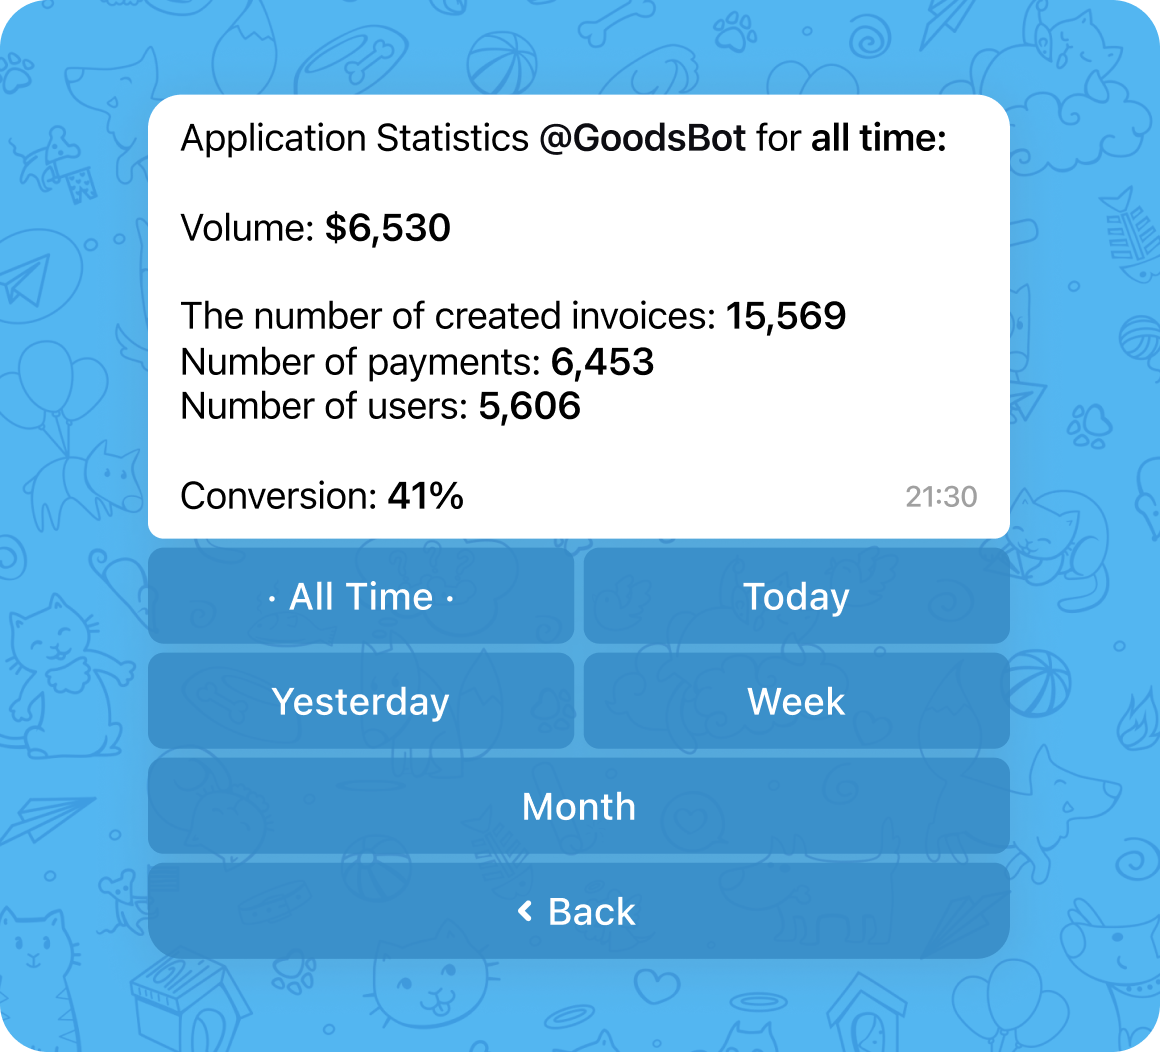 Application Statistics @GoodsBot for all time:
Volume: $6,530
The number of created invoices: 15,569
Number of payments: 6,453
Number of users: 5,606
Conversion: 41%
21:30
· All Time ·
Today
Yesterday
Week
Month
‹ Back